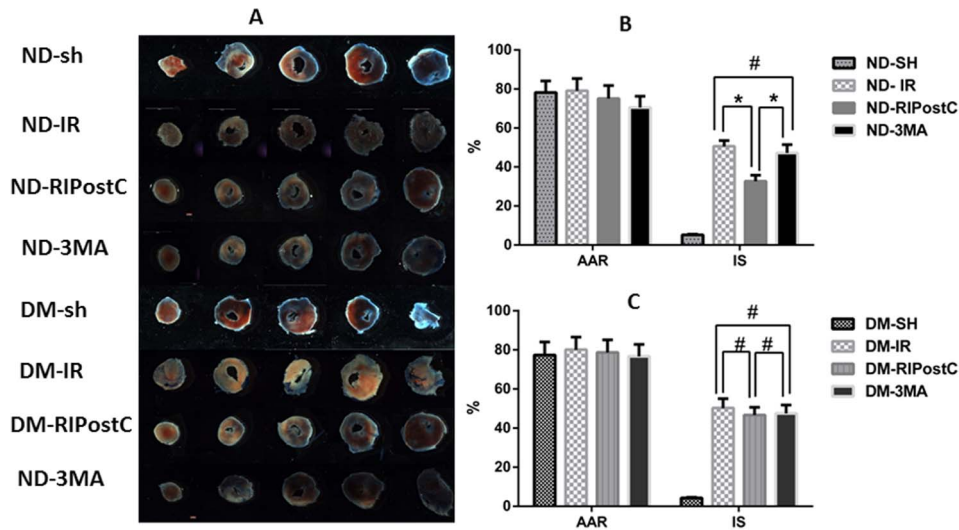 A
ND-sh
ND-IR
ND-RIPostC
ND-3MA
DM-sh
DM-IR
DM-RIPostC
ND-3MA
B
100
80
60
40
20
0
%
#
* *
AAR IS
ND-SH
ND- IR
ND-RIPostC
ND-3MA
C
100
80
60
40
20
0
%
#
# #
AAR IS
DM-SH
DM-IR
DM-RIPostC
DM-3MA